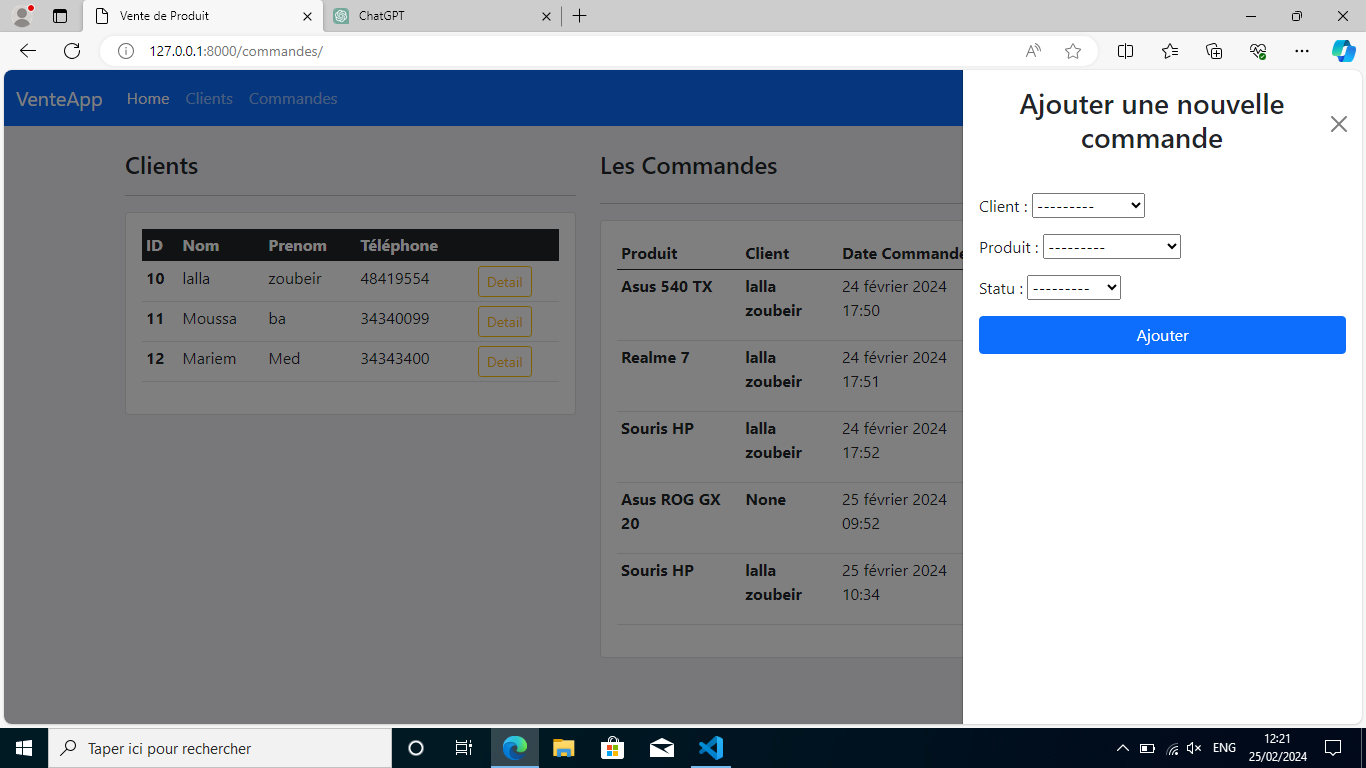 Vente de Produit
ChatGPT
127.0.0.1:8000/commandes/
VenteApp Home Clients Commandes
Clients
ID Nom Prenom Téléphone
10 lalla zoubeir 48419554 Detail
11 Moussa ba 34340099 Detail
12 Mariem Med 34343400 Detail
Les Commandes
Produit Client Date Commande
Asus 540 TX lalla 24 février 2024
zoubeir 17:50
Realme 7 lalla 24 février 2024
zoubeir 17:51
Souris HP lalla 24 février 2024
zoubeir 17:52
Asus ROG GX None 25 février 2024
20 09:52
Souris HP lalla 25 février 2024
zoubeir 10:34
Ajouter une nouvelle
commande
Client : ---------
Produit : ---------
Statu : ---------
Ajouter
Taper ici pour rechercher
ENG
12:21
25/02/2024